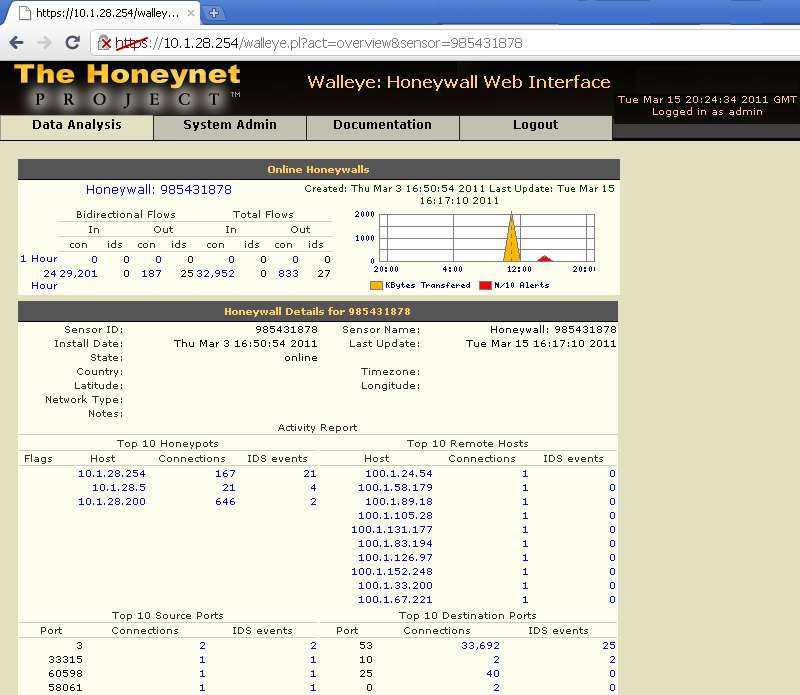 https://10.1.28.254/walley...
https://10.1.28.254/walleye.pl?act=overview&sensor=985431878
The Honeynet
PROJECT™
Walleye: Honeywall Web Interface
Tue Mar 15 20:24:34 2011 GMT
Logged in as admin
Data Analysis System Admin Documentation Logout
Online Honeywalls
Honeywall: 985431878
Created: Thu Mar 3 16:50:54 2011 Last Update: Tue Mar 15
16:17:10 2011
Bidirectional Flows Total Flows
In Out In Out
con ids con ids con ids con ids
1 Hour 0 0 0 0 0 0 0 0
24 29,201 0 187 25 32,952 0 833 27
Hour
2000
1000
0
20:00 4:00 12:00 20:0
KBytes Transfered N/10 Alerts
Honeywall Details for 985431878
Sensor ID: 985431878 Sensor Name: Honeywall: 985431878
Install Date: Thu Mar 3 16:50:54 2011 Last Update: Tue Mar 15 16:17:10 2011
State: online
Country: Timezone:
Latitude: Longitude:
Network Type:
Notes:
Activity Report
Top 10 Honeypots Top 10 Remote Hosts
Flags Host Connections IDS events Host Connections IDS events
10.1.28.254 167 21 100.1.24.54 1 0
10.1.28.5 21 4 100.1.58.179 1 0
10.1.28.200 646 2 100.1.89.18 1 0
100.1.105.28 1 0
100.1.131.177 1 0
100.1.83.194 1 0
100.1.126.97 1 0
100.1.152.248 1 0
100.1.33.200 1 0
100.1.67.221 1 0
Top 10 Source Ports Top 10 Destination Ports
Port Connections IDS events Port Connections IDS events
3 2 2 53 33,692 25
33315 1 1 10 2 2
60598 1 1 25 40 0
58061 1 1 0 2 0